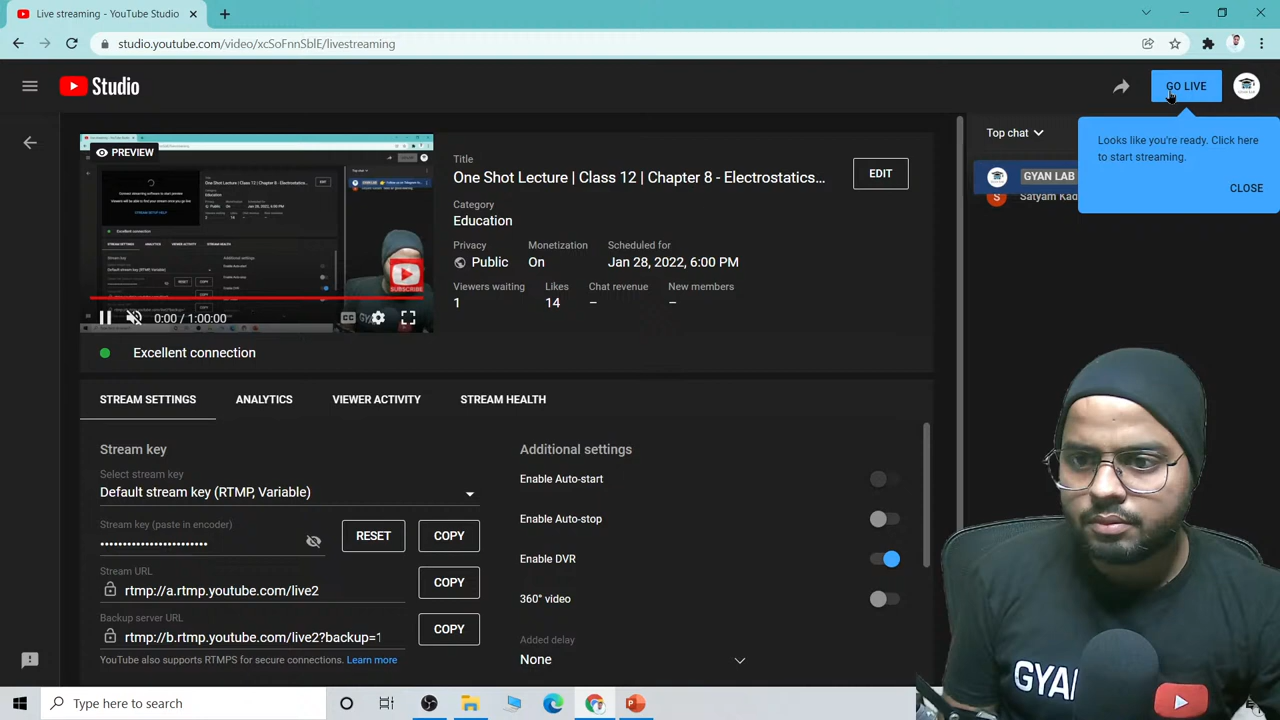 Live streaming - YouTube Studio
studio.youtube.com/video/xcSoFnnSblE/livestreaming
Studio
GO LIVE
Looks like you're ready. Click here
to start streaming.
CLOSE
PREVIEW
SUBSCRIBE
0:00 / 1:00:00
CC
Excellent connection
Title
One Shot Lecture | Class 12 | Chapter 8 - Electrostatics...
EDIT
Category
Education
Privacy
Public
Monetization
On
Scheduled for
Jan 28, 2022, 6:00 PM
Viewers waiting
1
Likes
14
Chat revenue
–
New members
–
Top chat
GYAN LAB
Satyam Kad
STREAM SETTINGS
ANALYTICS
VIEWER ACTIVITY
STREAM HEALTH
Stream key
Select stream key
Default stream key (RTMP, Variable)
Stream key (paste in encoder)
RESET
COPY
Stream URL
rtmp://a.rtmp.youtube.com/live2
COPY
Backup server URL
rtmp://b.rtmp.youtube.com/live2?backup=1
COPY
YouTube also supports RTMPS for secure connections. Learn more
Additional settings
Enable Auto-start
Enable Auto-stop
Enable DVR
360° video
Added delay
None
GYAN
Type here to search